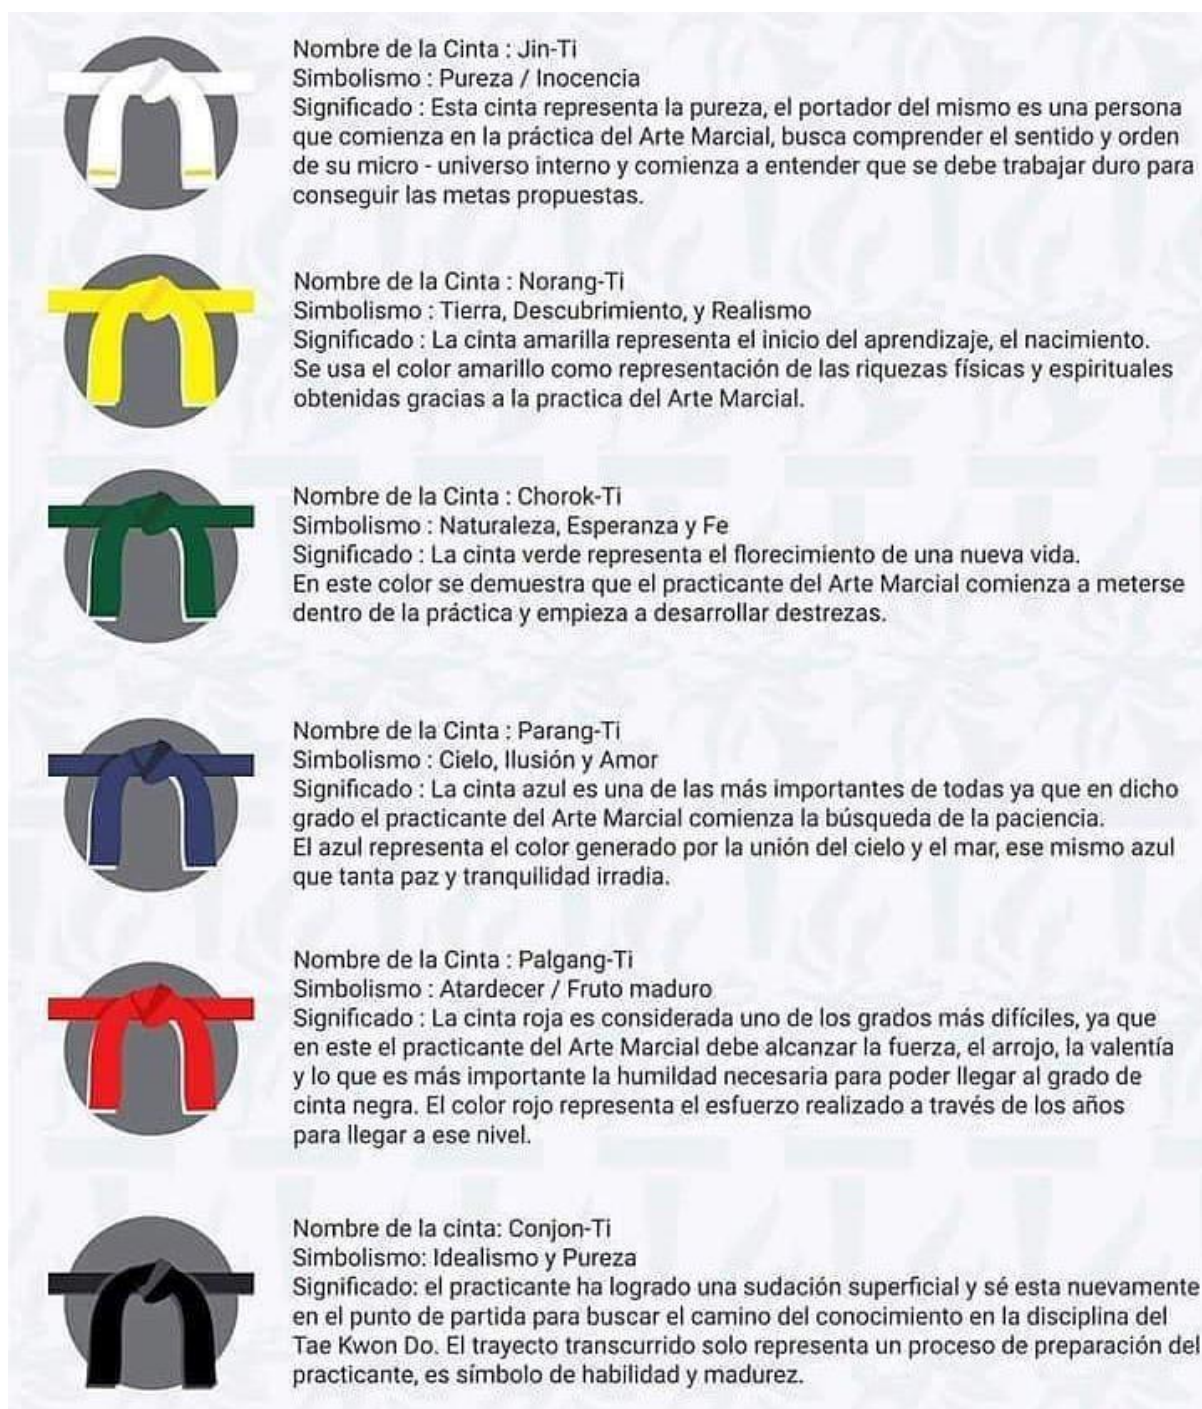 Nombre de la Cinta : Jin-Ti
Simbolismo : Pureza / Inocencia
Significado : Esta cinta representa la pureza, el portador del mismo es una persona
que comienza en la práctica del Arte Marcial, busca comprender el sentido y orden
de su micro - universo interno y comienza a entender que se debe trabajar duro para
conseguir las metas propuestas.
Nombre de la Cinta : Norang-Ti
Simbolismo : Tierra, Descubrimiento, y Realismo
Significado : La cinta amarilla representa el inicio del aprendizaje, el nacimiento.
Se usa el color amarillo como representación de las riquezas físicas y espirituales
obtenidas gracias a la practica del Arte Marcial.
Nombre de la Cinta : Chorok-Ti
Simbolismo : Naturaleza, Esperanza y Fe
Significado : La cinta verde representa el florecimiento de una nueva vida.
En este color se demuestra que el practicante del Arte Marcial comienza a meterse
dentro de la práctica y empieza a desarrollar destrezas.
Nombre de la Cinta : Parang-Ti
Simbolismo : Cielo, Ilusión y Amor
Significado : La cinta azul es una de las más importantes de todas ya que en dicho
grado el practicante del Arte Marcial comienza la búsqueda de la paciencia.
El azul representa el color generado por la unión del cielo y el mar, ese mismo azul
que tanta paz y tranquilidad irradia.
Nombre de la Cinta : Palgang-Ti
Simbolismo : Atardecer / Fruto maduro
Significado : La cinta roja es considerada uno de los grados más difíciles, ya que
en este el practicante del Arte Marcial debe alcanzar la fuerza, el arrojo, la valentía
y lo que es más importante la humildad necesaria para poder llegar al grado de
cinta negra. El color rojo representa el esfuerzo realizado a través de los años
para llegar a ese nivel.
Nombre de la cinta: Conjon-Ti
Simbolismo: Idealismo y Pureza
Significado: el practicante ha logrado una sudación superficial y sé esta nuevamente
en el punto de partida para buscar el camino del conocimiento en la disciplina del
Tae Kwon Do. El trayecto transcurrido solo representa un proceso de preparación del
practicante, es símbolo de habilidad y madurez.